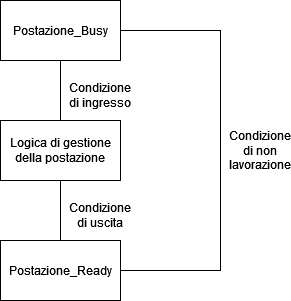 Postazione_Busy
Condizione
di ingresso
Logica di gestione
della postazione
Condizione
di non
lavorazione
Condizione
di uscita
Postazione_Ready